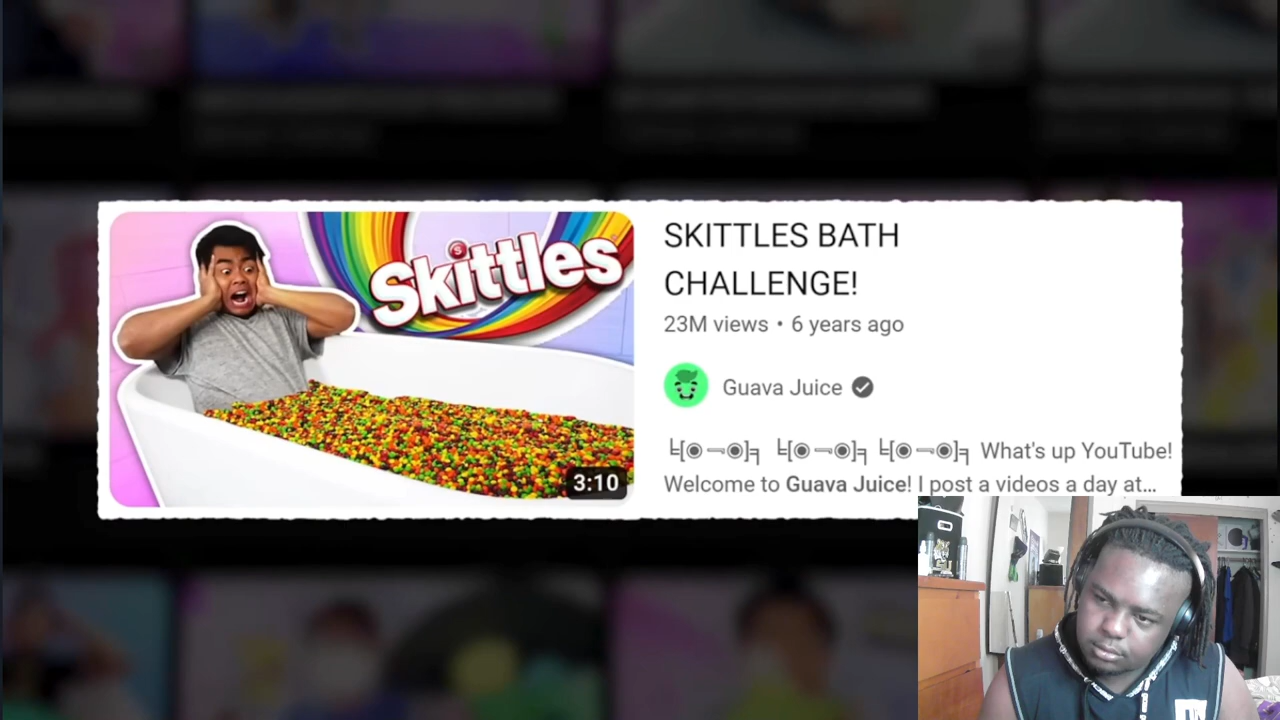 Skittles
S
3:10
SKITTLES BATH
CHALLENGE!
23M views • 6 years ago
Guava Juice
╘[◉﹃◉]╕ ╘[◉﹃◉]╕ ╘[◉﹃◉]╕ What's up YouTube!
Welcome to Guava Juice! I post a videos a day at…